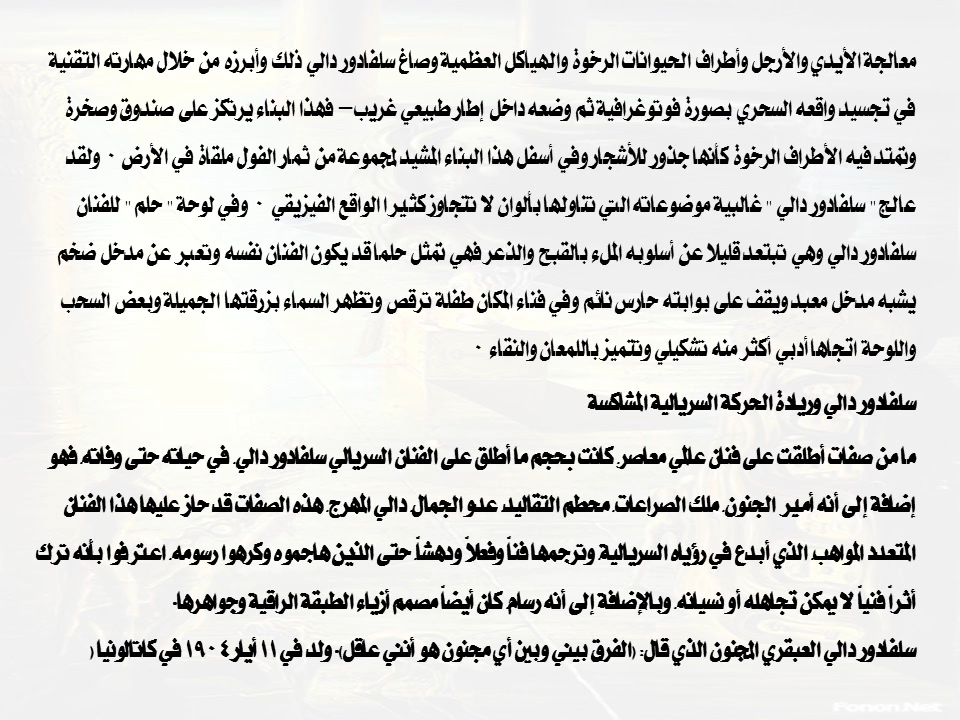 معالجة الأيدي والأرجل وأطراف الحيوانات الرخوة والهياكل العظمية وصاغ سلفادور دالي ذلك وأبرزه من خلال مهارته التقنية
في تجسيد واقعه السحري بصورة فوتوغرافية ثم وضعه داخل إطار طبيعي غريب– فهذا البناء يرتكز على صندوق وصخرة
وتمتد فيه الأطراف الرخوة كأنها جذور للأشجار وفي أسفل هذا البناء المشيد لمجموعة من ثمار الفول ملقاة في الأرض ٠ ولقد
عالج " سلفادور دالي " غالبية موضوعاته التي تناولها بألوان لا تتجاوز كثيرا الواقع الفيزيقي ٠ وفي لوحة " حلم " للفنان
سلفادور دالي وهي تبتعد قليلا عن أسلوبه الملء بالقبح والذعر فهي تمثل حلما قد يكون الفنان نفسه وتعبر عن مدخل ضخم
يشبه مدخل معبد ويقف على بوابته حارس نائم وفي فناء المكان طفلة ترقص وتظهر السماء بزرقتها الجميلة وبعض السحب
واللوحة اتجاها أدبي أكثر منه تشكيلي وتتميز باللمعان والنقاء ٠
سلفادور دالي وريادة الحركة السريالية المشاكسة
ما من صفات أطلقت على فنان عالمي معاصر، كانت بحجم ما أطلق على الفنان السريالي سلفادور دالي، في حياته حتى وفاته، فهو
إضافة إلى أنه أمير الجنون، ملك الصراعات، محطم التقاليد، عدو الجمال، دالي المهرج، هذه الصفات قد حاز عليها هذا الفنان
المتعدد المواهب، الذي أبدع في رؤياه السريالية، وترجمها فناً وفعلاً ودهشاً، حتى الذين هاجموه وكرهوا رسومه، اعترفوا بأنه ترك
أثراً فنياً لا يمكن تجاهله أو نسيانه، وبالإضافة إلى أنه رسام، كان أيضاً مصمم أزياء الطبقة الراقية وجواهرها.
سلفادور دالي العبقري المجنون الذي قال: (الفرق بيني وبين أي مجنون هو أنني عاقل)- ولد في ١١ أيار ١٩٠٤ في كاتالونيا (
Fonon.Net